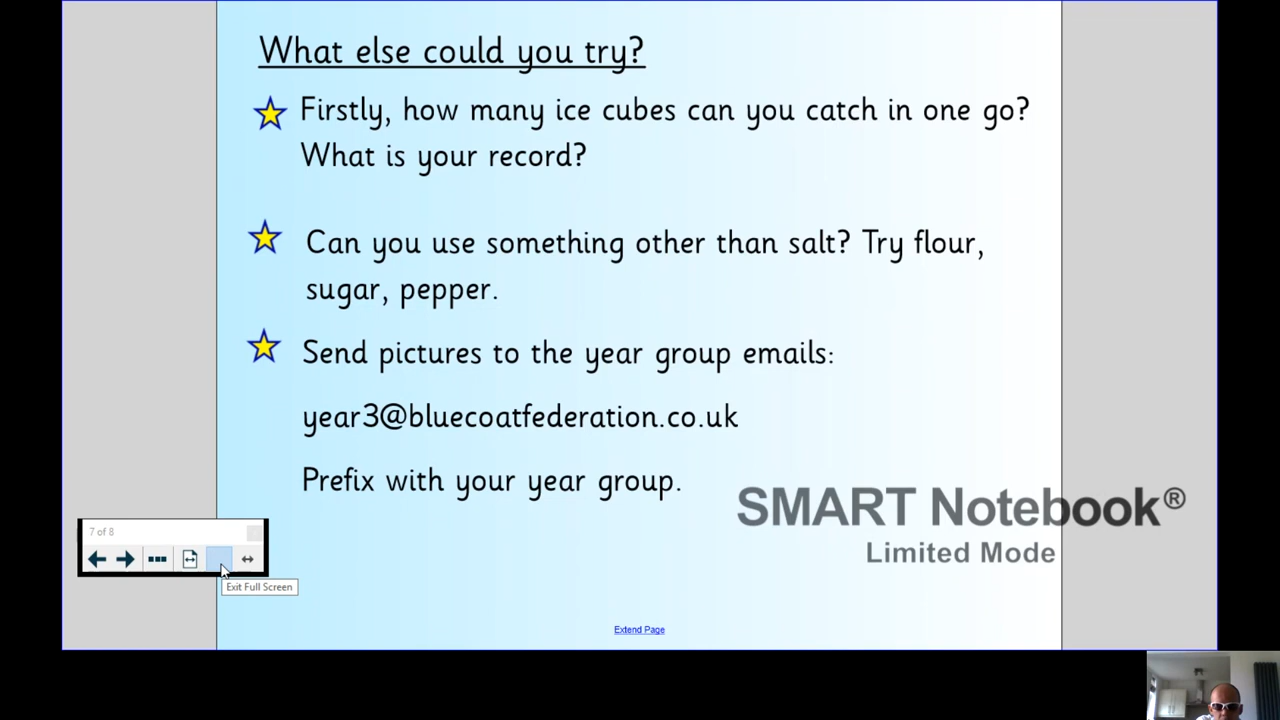 What else could you try?
Firstly, how many ice cubes can you catch in one go?
What is your record?
Can you use something other than salt? Try flour,
sugar, pepper.
Send pictures to the year group emails:
year3@bluecoatfederation.co.uk
Prefix with your year group.
SMART Notebook®
Limited Mode
7 of 8
Exit Full Screen
Extend Page